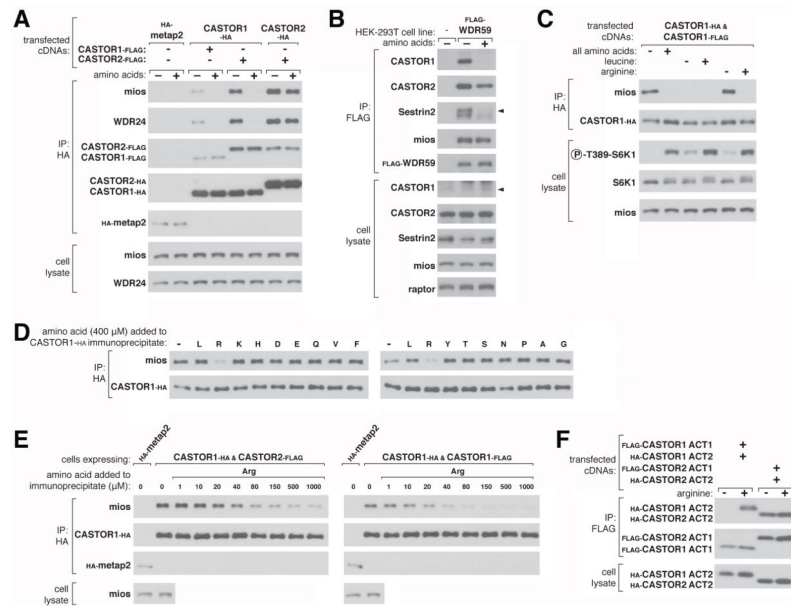 A
transfected cDNAs:
HA-metap2 CASTOR1-HA CASTOR2-HA
CASTOR1-FLAG: - + - -
CASTOR2-FLAG: - - + -
amino acids: - + - + - + - +
IP: HA
mios
WDR24
CASTOR2-FLAG
CASTOR1-FLAG
CASTOR2-HA
CASTOR1-HA
HA-metap2
cell lysate
mios
WDR24
B
HEK-293T cell line: - FLAG-WDR59
amino acids: - - +
IP: FLAG
CASTOR1
CASTOR2
Sestrin2
mios
FLAG-WDR59
cell lysate
CASTOR1
CASTOR2
Sestrin2
mios
raptor
C
transfected cDNAs: CASTOR1-HA & CASTOR1-FLAG
all amino acids: - +
leucine: - +
arginine: - +
IP: HA
mios
CASTOR1-HA
cell lysate
P-T389-S6K1
S6K1
mios
D
amino acid (400 µM) added to CASTOR1-HA immunoprecipitate:
- L R K H D E Q V F
- L R Y T S N P A G
IP: HA
mios
CASTOR1-HA
E
cells expressing: HA-metap2 CASTOR1-HA & CASTOR2-FLAG HA-metap2 CASTOR1-HA & CASTOR1-FLAG
Arg Arg
amino acid added to immunoprecipitate (µM): 0 0 1 10 20 40 80 150 500 1000 0 0 1 10 20 40 80 150 500 1000
IP: HA
mios
CASTOR1-HA
HA-metap2
cell lysate
mios
F
transfected cDNAs:
FLAG-CASTOR1 ACT1 +
HA-CASTOR1 ACT2 +
FLAG-CASTOR2 ACT1 +
HA-CASTOR2 ACT2 +
arginine: - + - +
IP: FLAG
HA-CASTOR1 ACT2
HA-CASTOR2 ACT2
FLAG-CASTOR2 ACT1
FLAG-CASTOR1 ACT1
cell lysate
HA-CASTOR1 ACT2
HA-CASTOR2 ACT2